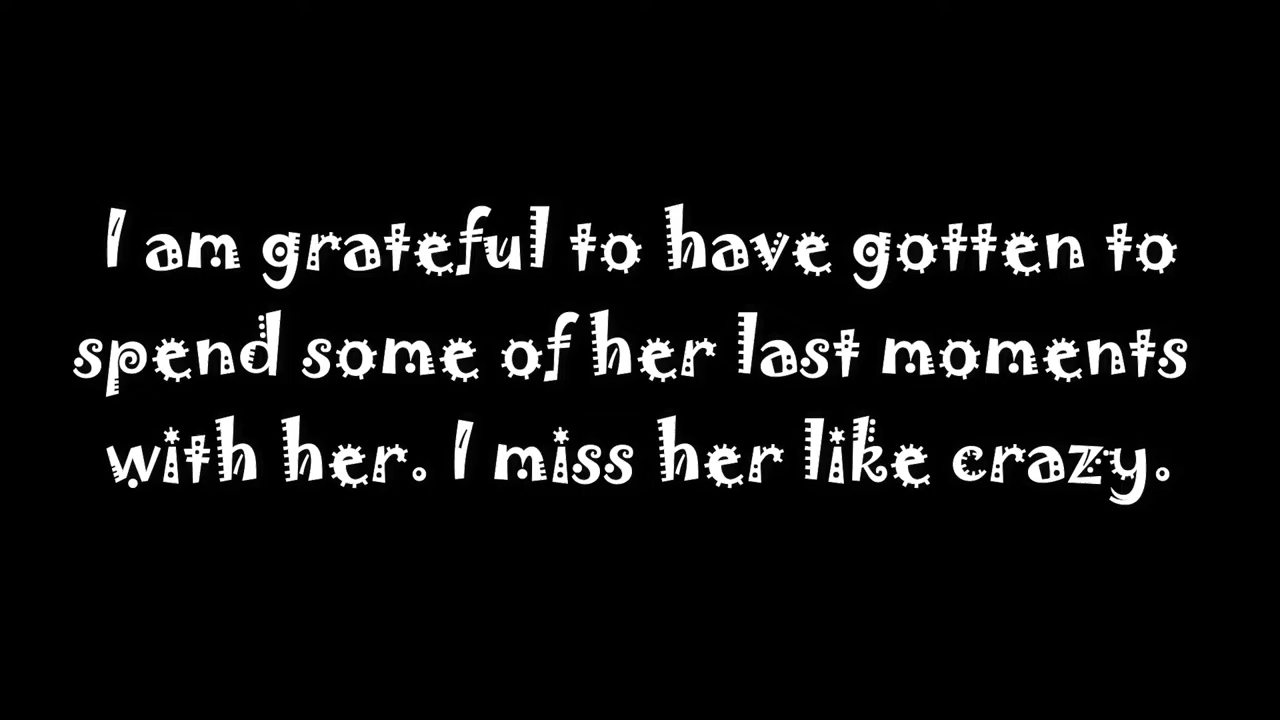 I am grateful to have gotten to
spend some of her last moments
with her. I miss her like crazy.